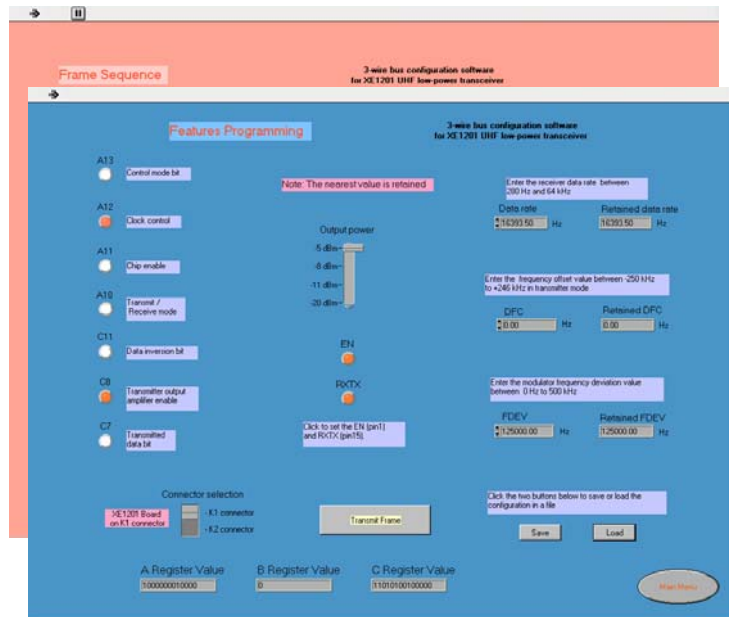 Frame Sequence
3-wire bus configuration software
for XE1201 UHF low-power transceiver
Features Programming
3-wire bus configuration software
for XE1201 UHF low-power transceiver
A13
Control mode bit
Note: The nearest value is retained
Enter the receiver data rate between
200 Hz and 64 kHz
A12
Clock control
Data rate
Retained data rate
16393.50 Hz
16393.50 Hz
Output power
-5 dBm
-8 dBm
-11 dBm
-20 dBm
A11
Chip enable
Enter the frequency offset value between -250 kHz
to +246 kHz in transmitter mode
A10
Transmit /
Receive mode
DFC
Retained DFC
0.00 Hz
0.00 Hz
C11
Data inversion bit
EN
C8
Transmitter output
amplifier enable
RXTX
Enter the modulator frequency deviation value
between 0 Hz to 500 kHz
C7
Transmitted
data bit
Click to set the EN (pin1)
and RXTX (pin15)
FDEV
Retained FDEV
125000.00 Hz
125000.00 Hz
Connector selection
XE1201 Board
on K1 connector
- K1 connector
- K2 connector
Transmit Frame
Click the two buttons below to save or load the
configuration in a file
Save
Load
A Register Value
B Register Value
C Register Value
1000000010000
0
11010100100000
Main Menu